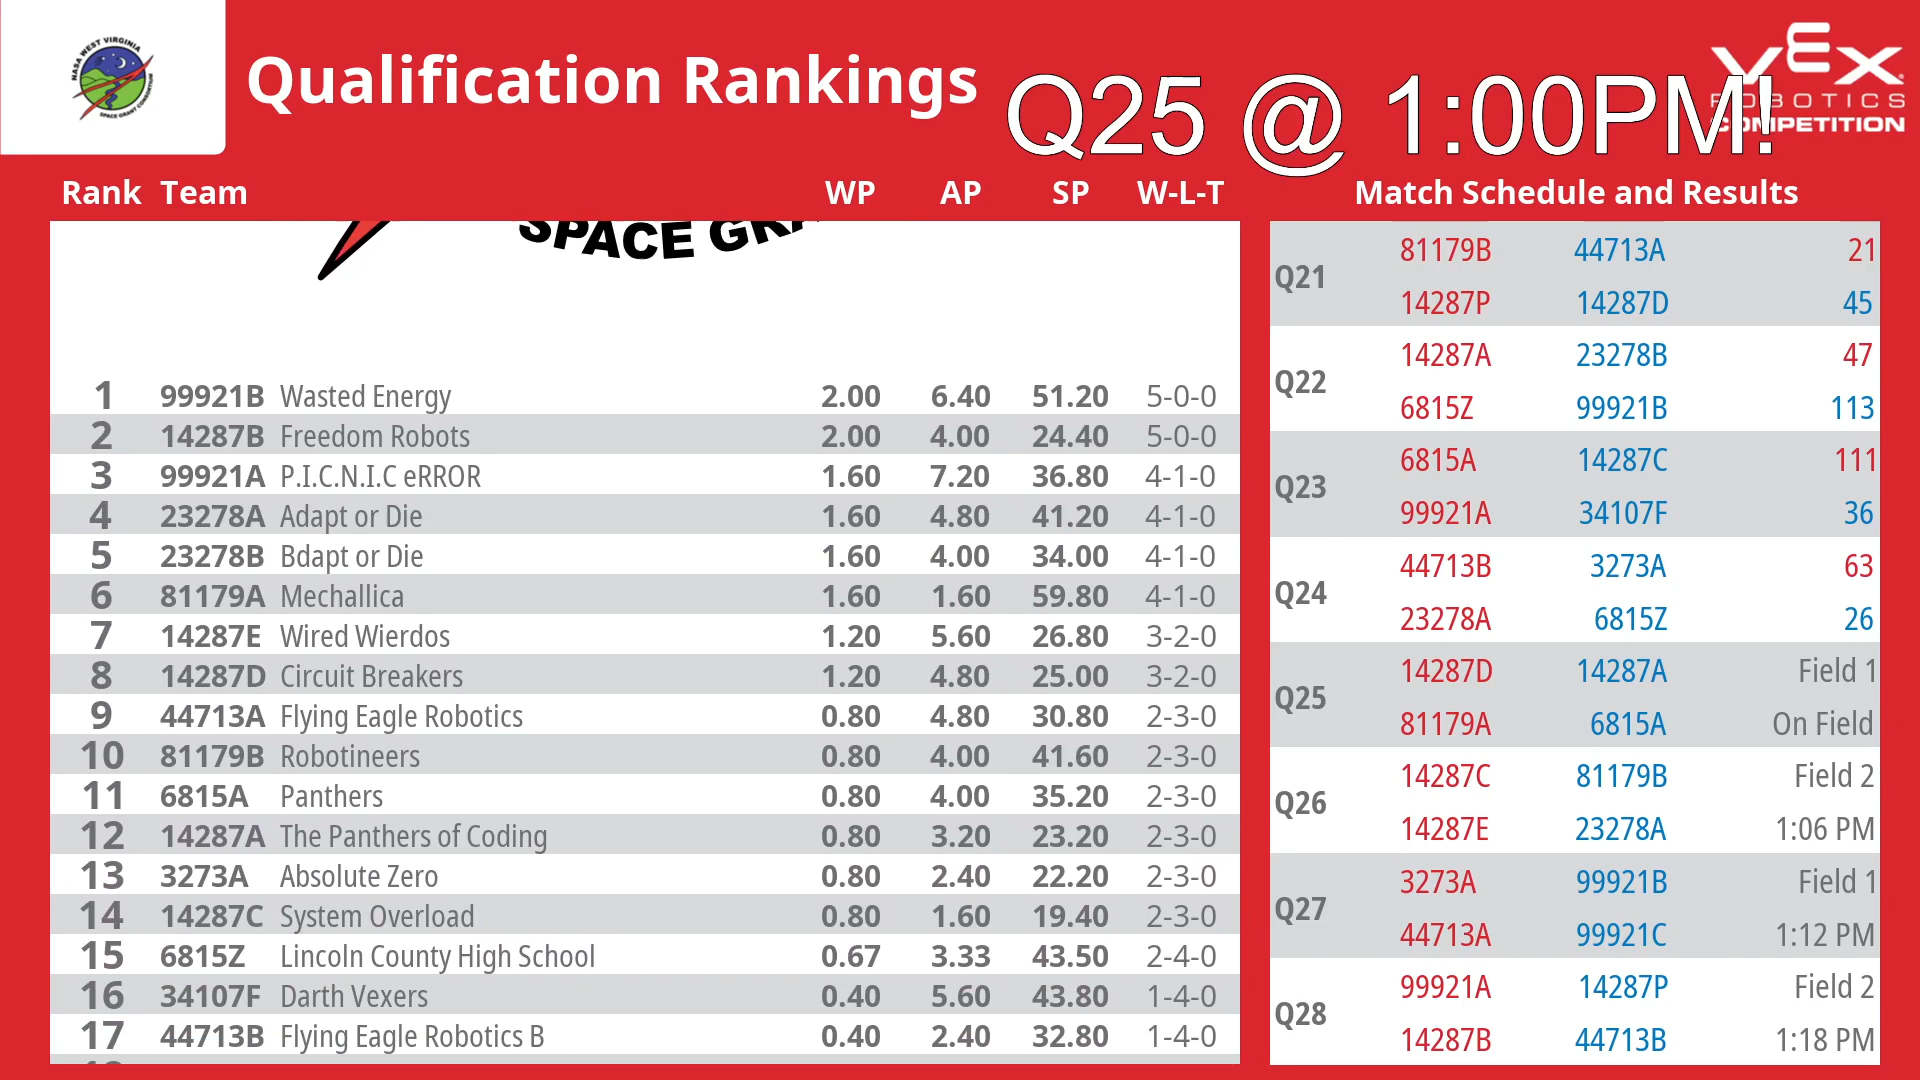 NASA WEST VIRGINIA
SPACE GRANT CONSORTIUM
Qualification Rankings
Q25 @ 1:00PM!
VEX
ROBOTICS
COMPETITION
Rank Team WP AP SP W-L-T
SPACE
1 99921B Wasted Energy 2.00 6.40 51.20 5-0-0
2 14287B Freedom Robots 2.00 4.00 24.40 5-0-0
3 99921A P.I.C.N.I.C eRROR 1.60 7.20 36.80 4-1-0
4 23278A Adapt or Die 1.60 4.80 41.20 4-1-0
5 23278B Bdapt or Die 1.60 4.00 34.00 4-1-0
6 81179A Mechallica 1.60 1.60 59.80 4-1-0
7 14287E Wired Wierdos 1.20 5.60 26.80 3-2-0
8 14287D Circuit Breakers 1.20 4.80 25.00 3-2-0
9 44713A Flying Eagle Robotics 0.80 4.80 30.80 2-3-0
10 81179B Robotineers 0.80 4.00 41.60 2-3-0
11 6815A Panthers 0.80 4.00 35.20 2-3-0
12 14287A The Panthers of Coding 0.80 3.20 23.20 2-3-0
13 3273A Absolute Zero 0.80 2.40 22.20 2-3-0
14 14287C System Overload 0.80 1.60 19.40 2-3-0
15 6815Z Lincoln County High School 0.67 3.33 43.50 2-4-0
16 34107F Darth Vexers 0.40 5.60 43.80 1-4-0
17 44713B Flying Eagle Robotics B 0.40 2.40 32.80 1-4-0
Match Schedule and Results
Q21
81179B 44713A 21
14287P 14287D 45
Q22
14287A 23278B 47
6815Z 99921B 113
Q23
6815A 14287C 111
99921A 34107F 36
Q24
44713B 3273A 63
23278A 6815Z 26
Q25
14287D 14287A Field 1
81179A 6815A On Field
Q26
14287C 81179B Field 2
14287E 23278A 1:06 PM
Q27
3273A 99921B Field 1
44713A 99921C 1:12 PM
Q28
99921A 14287P Field 2
14287B 44713B 1:18 PM